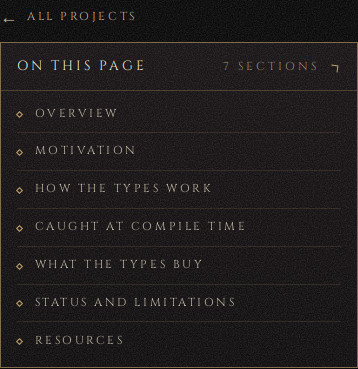 ← ALL PROJECTS
ON THIS PAGE 7 SECTIONS
OVERVIEW
MOTIVATION
HOW THE TYPES WORK
CAUGHT AT COMPILE TIME
WHAT THE TYPES BUY
STATUS AND LIMITATIONS
RESOURCES